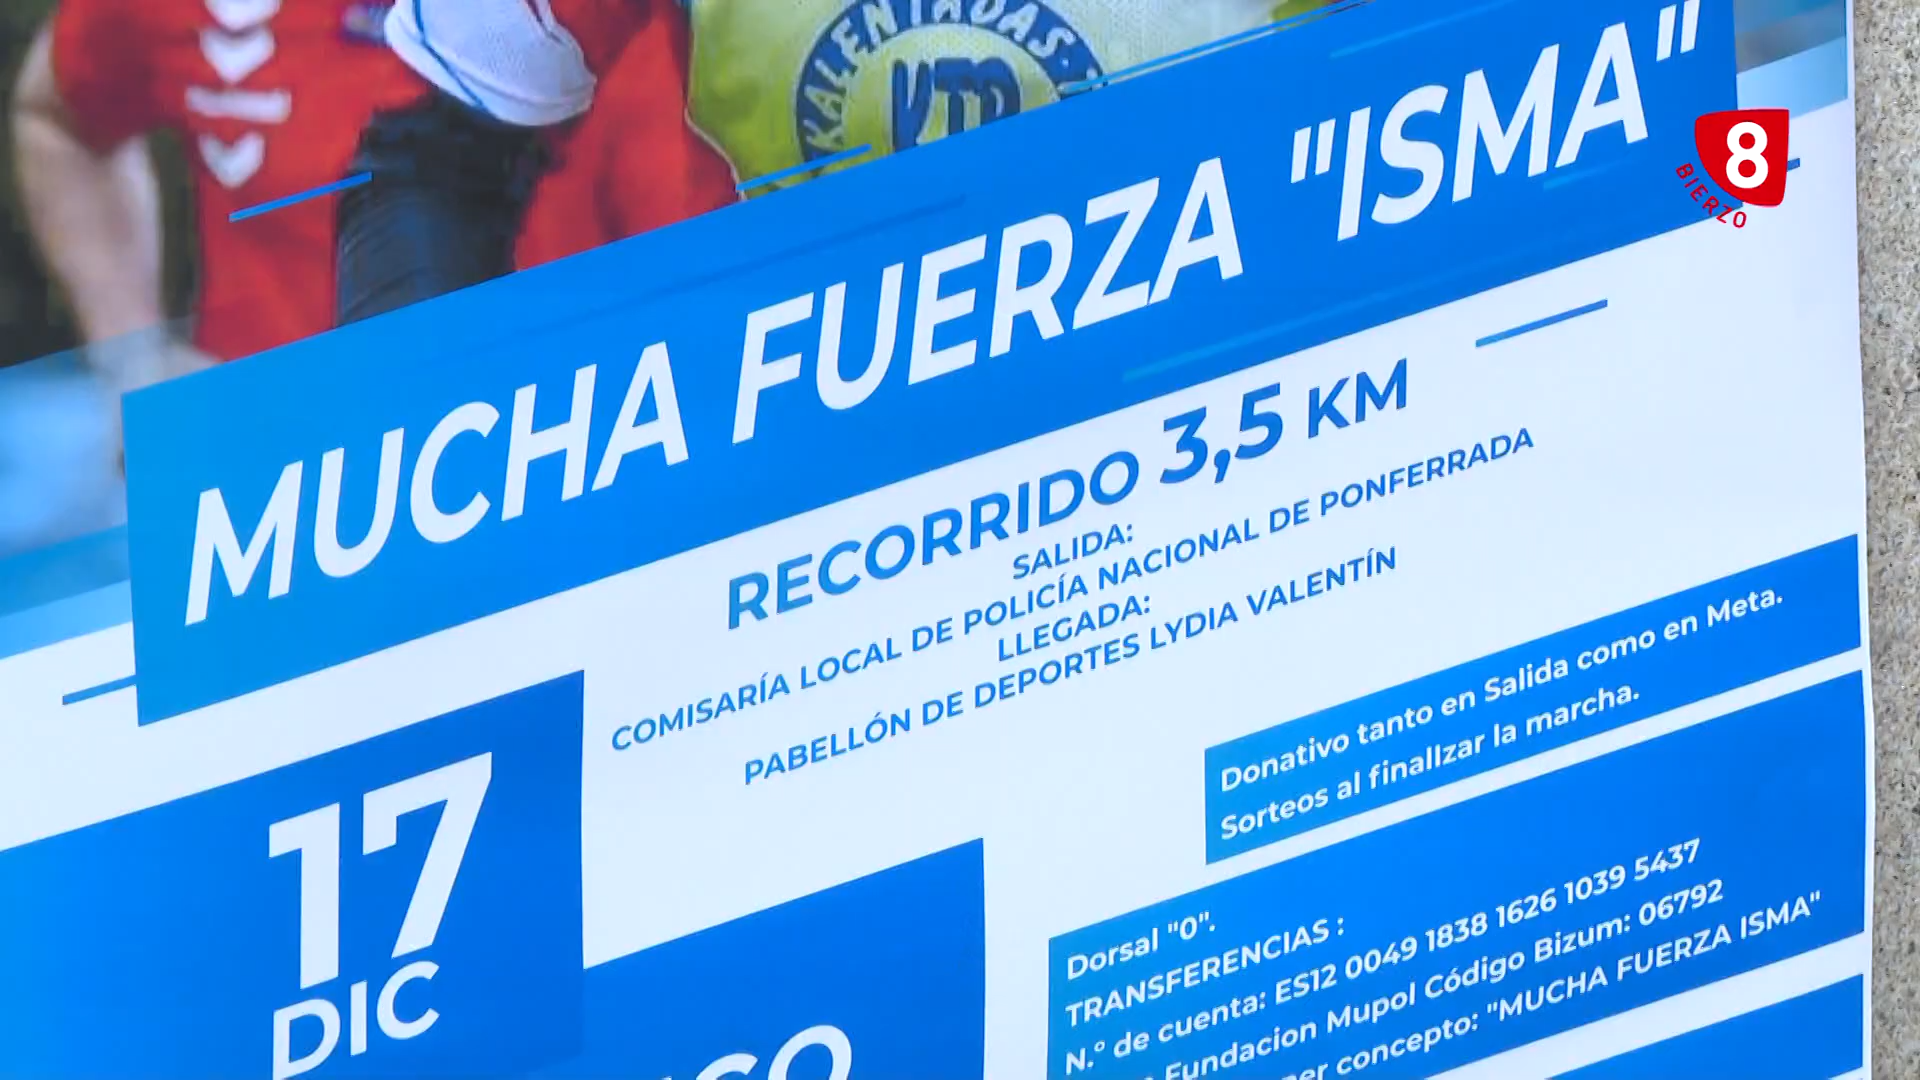 KALENJAOAS
KTR
MUCHA FUERZA "ISMA"
8
BIERZO
RECORRIDO 3,5 KM
SALIDA:
COMISARÍA LOCAL DE POLICÍA NACIONAL DE PONFERRADA
LLEGADA:
PABELLÓN DE DEPORTES LYDIA VALENTÍN
Donativo tanto en Salida como en Meta.
Sorteos al finalizar la marcha.
17
DIC
Dorsal "0".
TRANSFERENCIAS :
N.º de cuenta: ES12 0049 1838 1626 1039 5437
Fundacion Mupol Código Bizum: 06792
concepto: "MUCHA FUERZA ISMA"